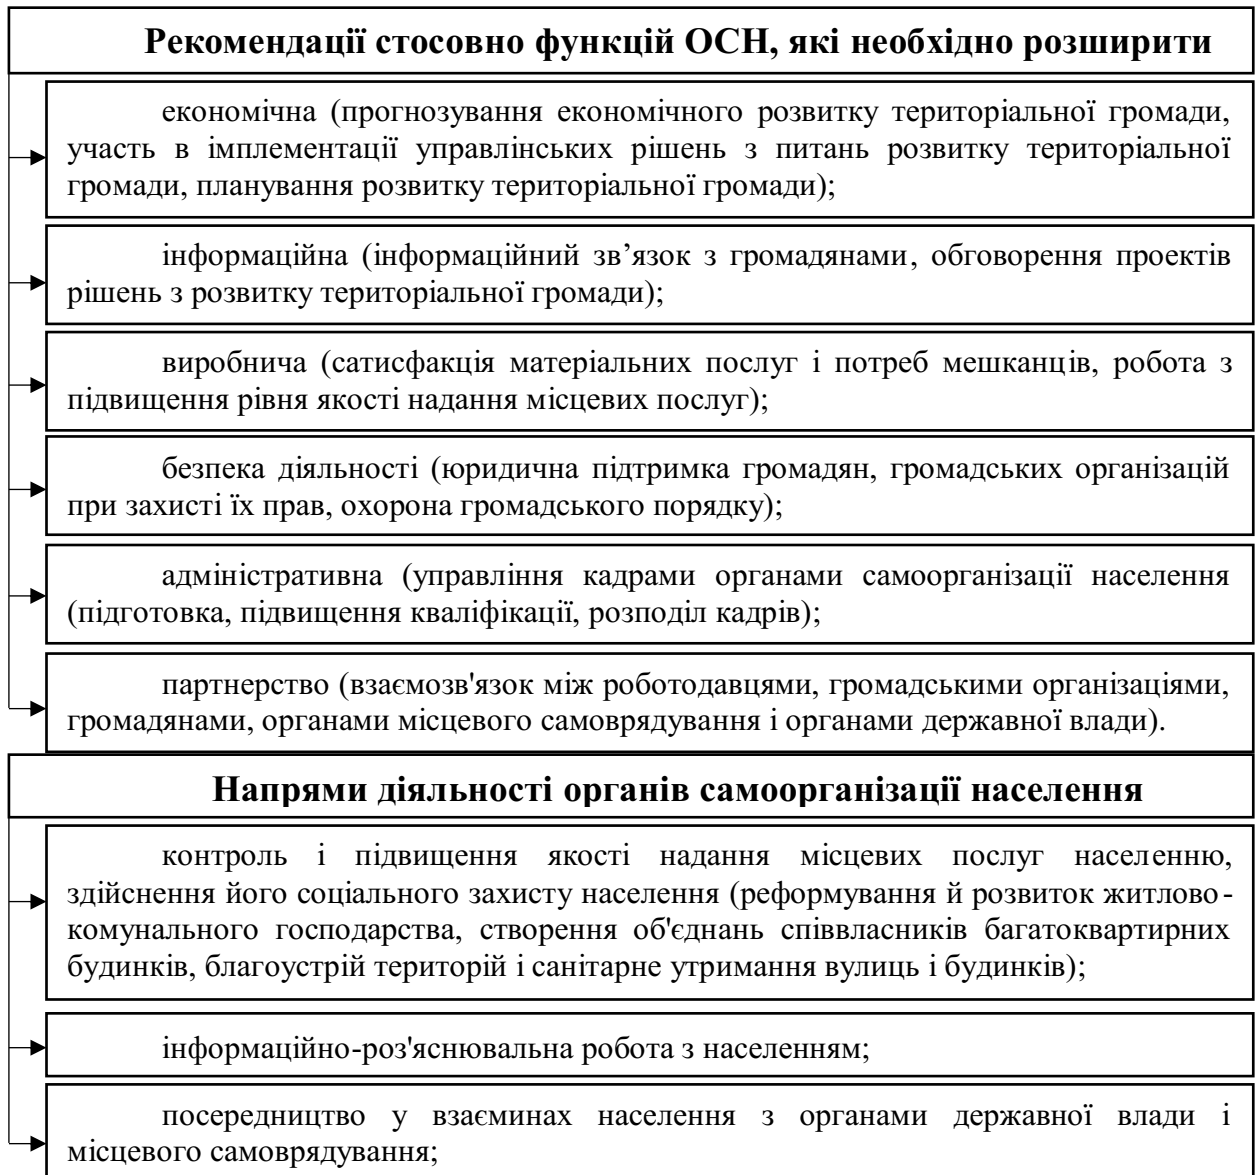 Рекомендації стосовно функцій ОСН, які необхідно розширити
економічна (прогнозування економічного розвитку територіальної громади,
участь в імплементації управлінських рішень з питань розвитку територіальної
громади, планування розвитку територіальної громади);
інформаційна (інформаційний зв’язок з громадянами, обговорення проектів
рішень з розвитку територіальної громади);
виробнича (сатисфакція матеріальних послуг і потреб мешканців, робота з
підвищення рівня якості надання місцевих послуг);
безпека діяльності (юридична підтримка громадян, громадських організацій
при захисті їх прав, охорона громадського порядку);
адміністративна (управління кадрами органами самоорганізації населення
(підготовка, підвищення кваліфікації, розподіл кадрів);
партнерство (взаємозв'язок між роботодавцями, громадськими організаціями,
громадянами, органами місцевого самоврядування і органами державної влади).
Напрями діяльності органів самоорганізації населення
контроль і підвищення якості надання місцевих послуг населенню,
здійснення його соціального захисту населення (реформування й розвиток житлово-
комунального господарства, створення об'єднань співвласників багатоквартирних
будинків, благоустрій територій і санітарне утримання вулиць і будинків);
інформаційно-роз'яснювальна робота з населенням;
посередництво у взаєминах населення з органами державної влади і
місцевого самоврядування;